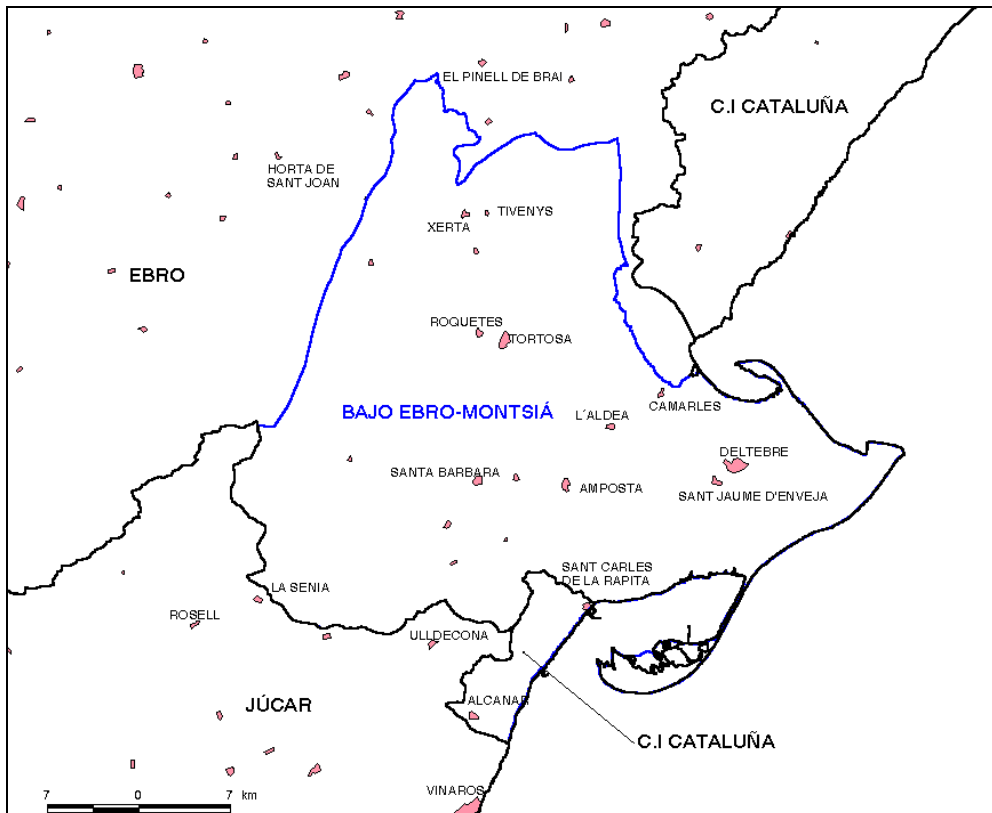 EL PINELL DE BRAI
C.I CATALUÑA
HORTA DE
SANT JOAN
TIVENYS
XERTA
EBRO
ROQUETES
TORTOSA
BAJO EBRO-MONTSIÁ
CAMARLES
L´ALDEA
DELTEBRE
SANTA BARBARA
AMPOSTA
SANT JAUME D'ENVEJA
SANT CARLES
DE LA RAPITA
LA SENIA
ROSELL
ULLDECONA
ALCANAR
JÚCAR
C.I CATALUÑA
VINAROS
7 0 7 km